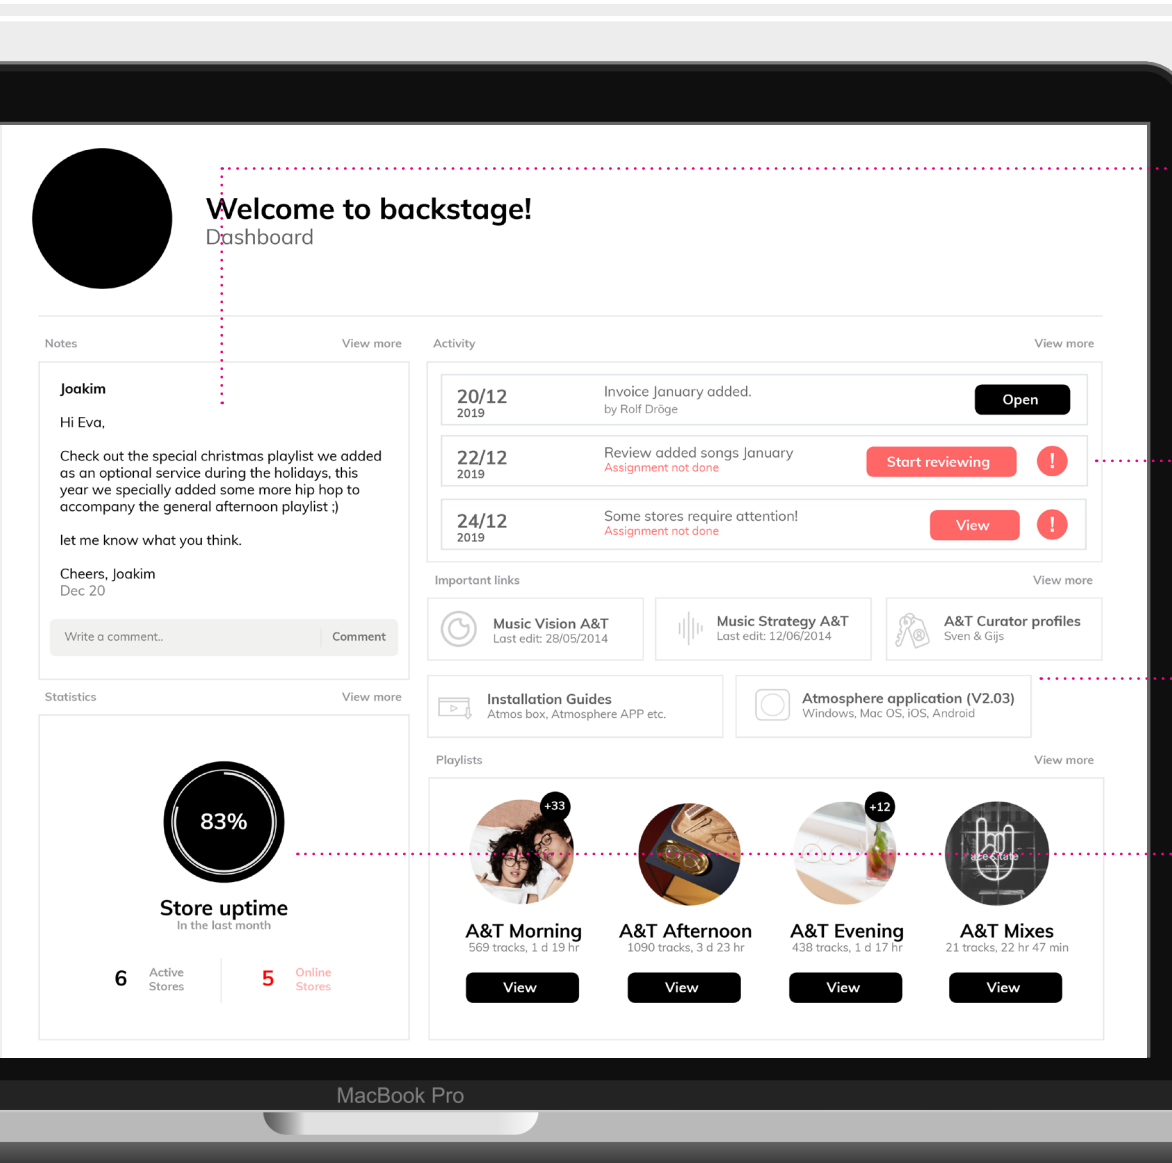 Welcome to backstage!
Dashboard
Notes
View more
Joakim
Hi Eva,
Check out the special christmas playlist we added
as an optional service during the holidays, this
year we specially added some more hip hop to
accompany the general afternoon playlist ;)
let me know what you think.
Cheers, Joakim
Dec 20
Write a comment..
Comment
Activity
View more
20/12
2019
Invoice January added.
by Rolf Dröge
Open
22/12
2019
Review added songs January
Assignment not done
Start reviewing
!
24/12
2019
Some stores require attention!
Assignment not done
View
!
Important links
View more
Music Vision A&T
Last edit: 28/05/2014
Music Strategy A&T
Last edit: 12/06/2014
A&T Curator profiles
Sven & Gijs
Installation Guides
Atmos box, Atmosphere APP etc.
Atmosphere application (V2.03)
Windows, Mac OS, iOS, Android
Statistics
View more
83%
Store uptime
In the last month
6
Active
Stores
5
Online
Stores
Playlists
View more
+33
+12
A&T Morning
569 tracks, 1 d 19 hr
View
A&T Afternoon
1090 tracks, 3 d 23 hr
View
A&T Evening
438 tracks, 1 d 17 hr
View
A&T Mixes
21 tracks, 22 hr 47 min
View
MacBook Pro